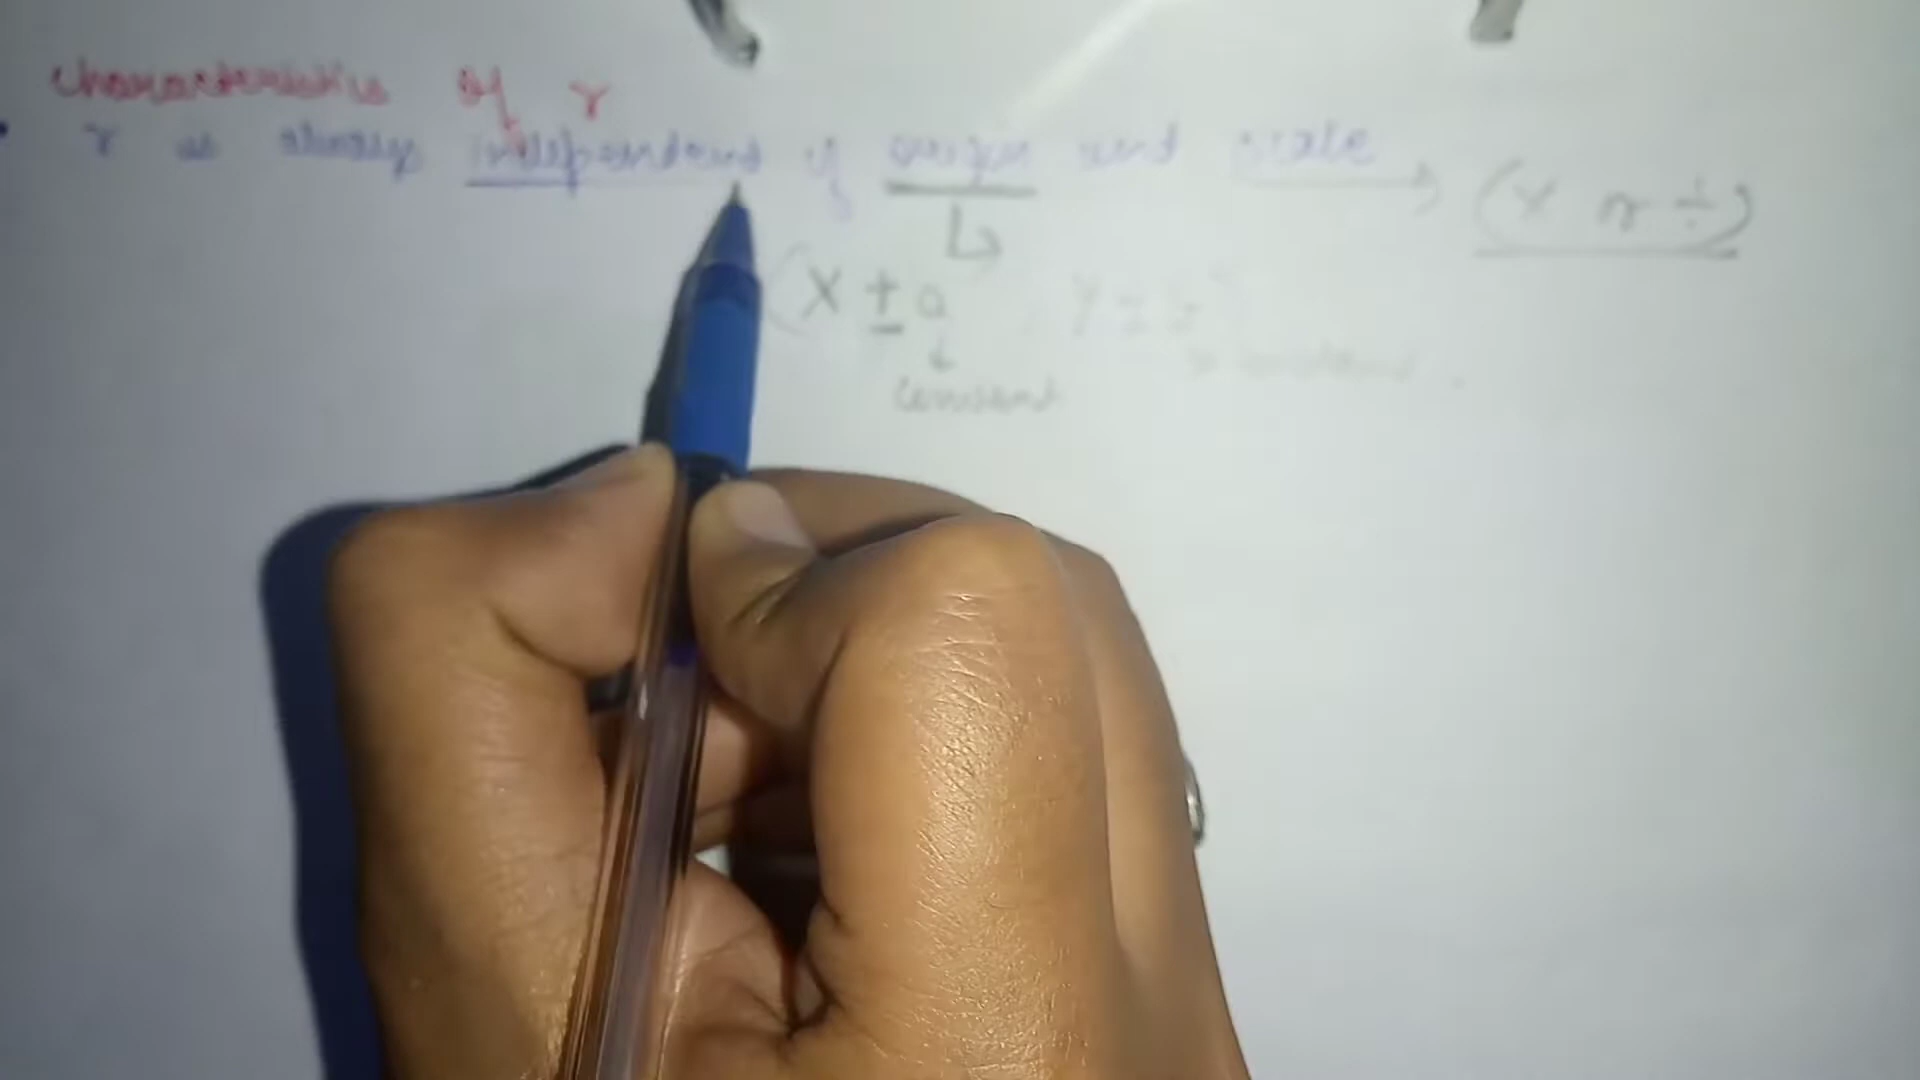 characteristics of r
r is always independent of origin and scale → (× or ÷)
↳
(X ± a , Y ±
↓
constant